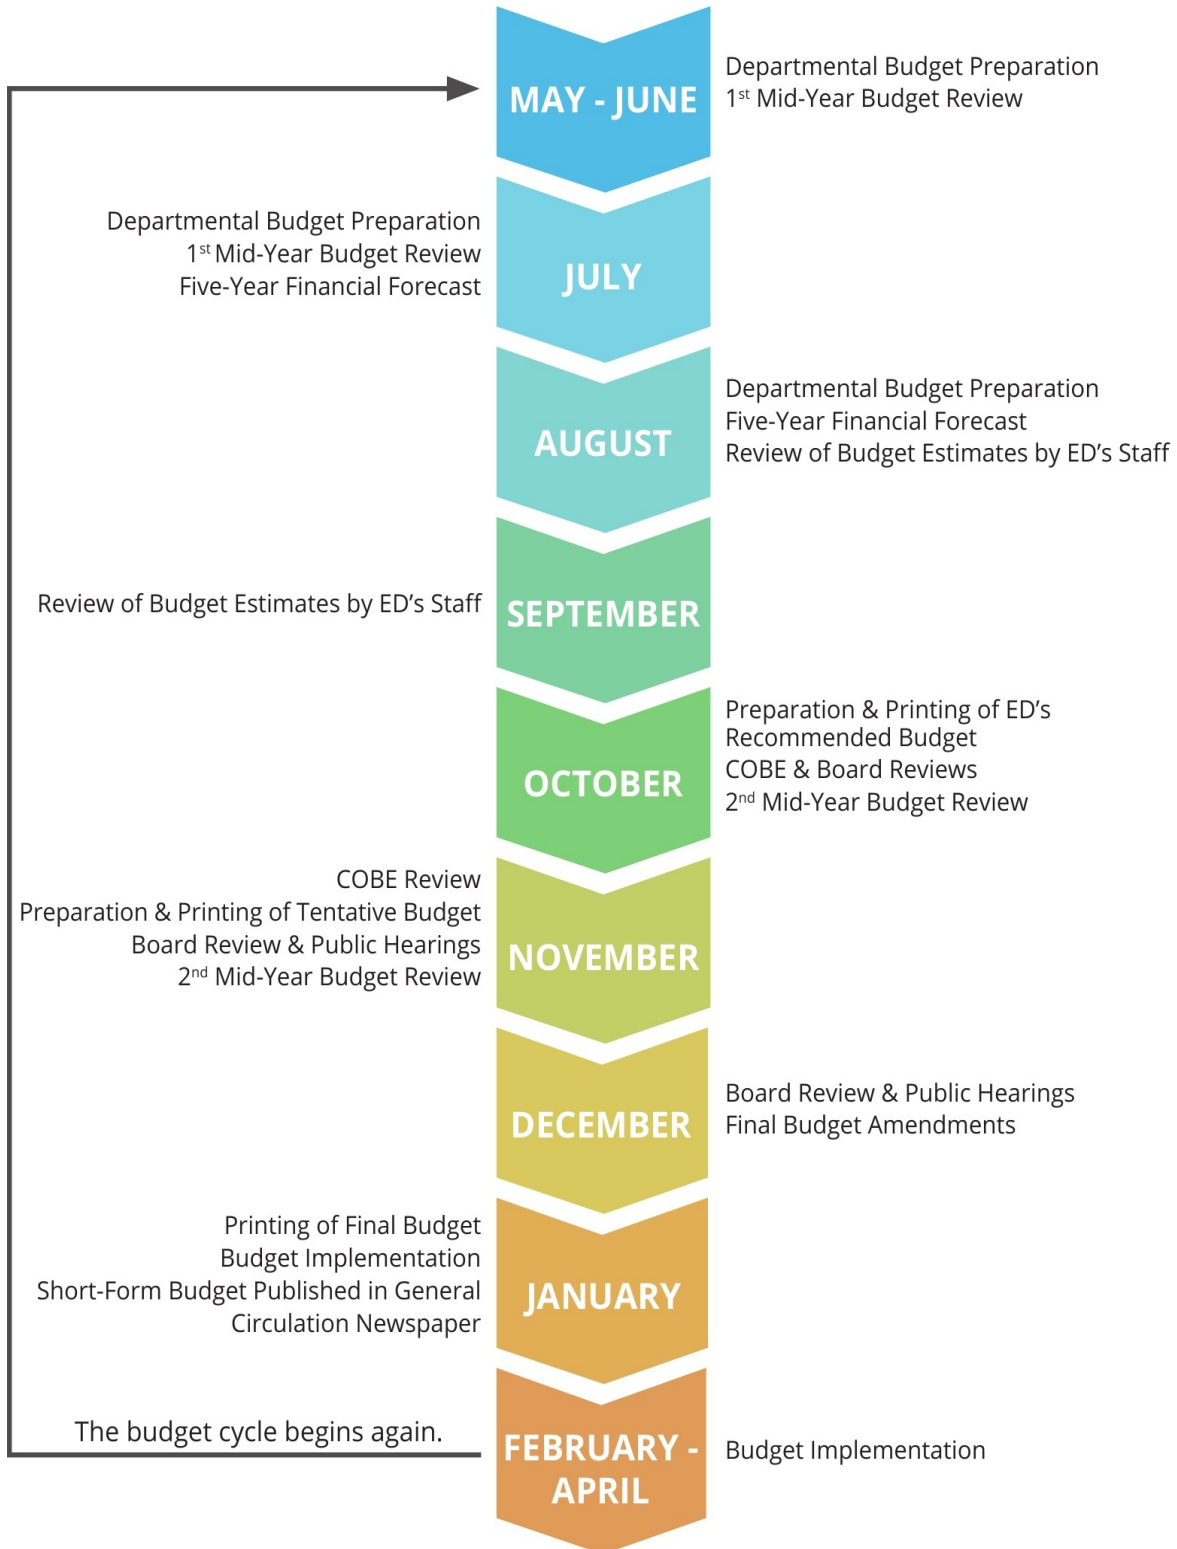 MAY - JUNE
Departmental Budget Preparation
1st Mid-Year Budget Review
Departmental Budget Preparation
1st Mid-Year Budget Review
Five-Year Financial Forecast
JULY
AUGUST
Departmental Budget Preparation
Five-Year Financial Forecast
Review of Budget Estimates by ED’s Staff
Review of Budget Estimates by ED’s Staff
SEPTEMBER
OCTOBER
Preparation & Printing of ED’s
Recommended Budget
COBE & Board Reviews
2nd Mid-Year Budget Review
COBE Review
Preparation & Printing of Tentative Budget
Board Review & Public Hearings
2nd Mid-Year Budget Review
NOVEMBER
DECEMBER
Board Review & Public Hearings
Final Budget Amendments
Printing of Final Budget
Budget Implementation
Short-Form Budget Published in General
Circulation Newspaper
JANUARY
The budget cycle begins again.
FEBRUARY -
APRIL
Budget Implementation